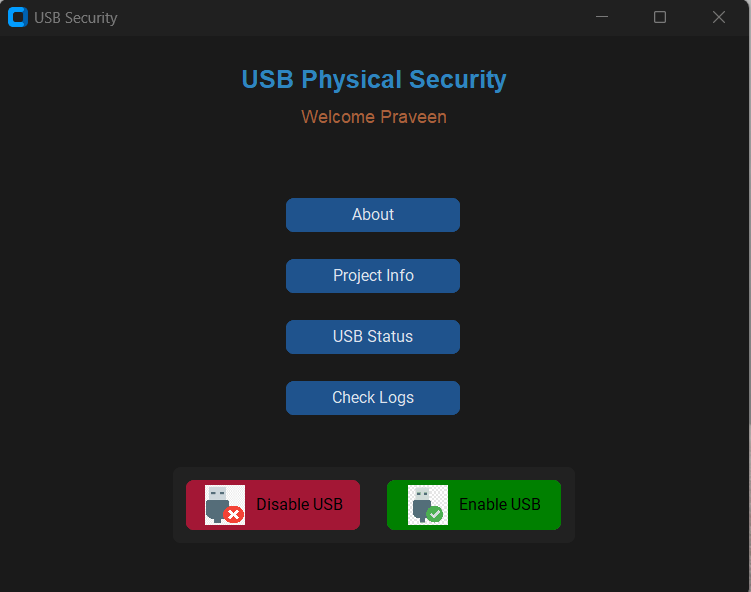 USB Security
USB Physical Security
Welcome Praveen
About
Project Info
USB Status
Check Logs
Disable USB
Enable USB